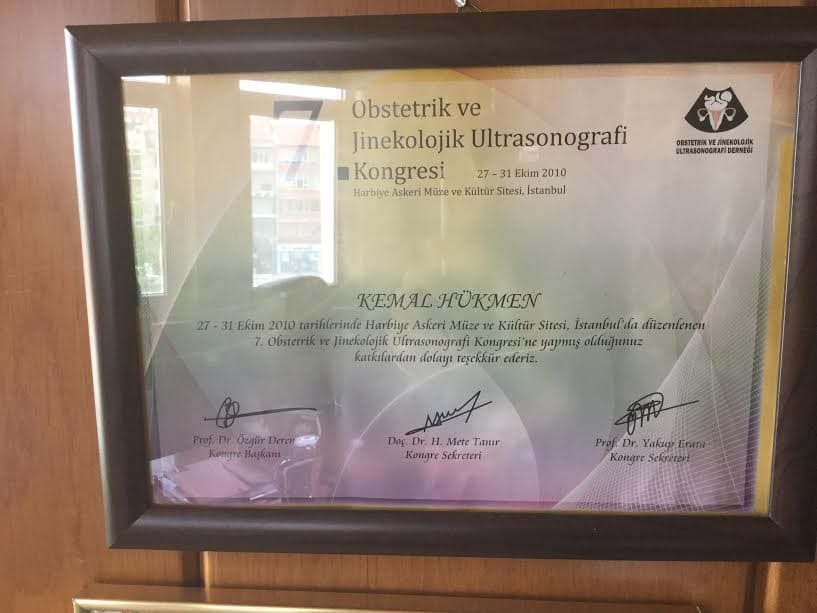 7.
Obstetrik ve
Jinekolojik Ultrasonografi
Kongresi
27 – 31 Ekim 2010
Harbiye Askeri Müze ve Kültür Sitesi, İstanbul
OBSTETRİK VE JİNEKOLOJİK
ULTRASONOGRAFİ DERNEĞİ
KEMAL HÜKMEN
27 - 31 Ekim 2010 tarihlerinde Harbiye Askeri Müze ve Kültür Sitesi, İstanbul'da düzenlenen
7. Obstetrik ve Jinekolojik Ultrasonografi Kongresi'ne yapmış olduğunuz
katkılardan dolayı teşekkür ederiz.
Prof. Dr. Özgür Deren
Kongre Başkanı
Doç. Dr. H. Mete Tanır
Kongre Sekreteri
Prof. Dr. Yakup Erata
Kongre Sekreteri